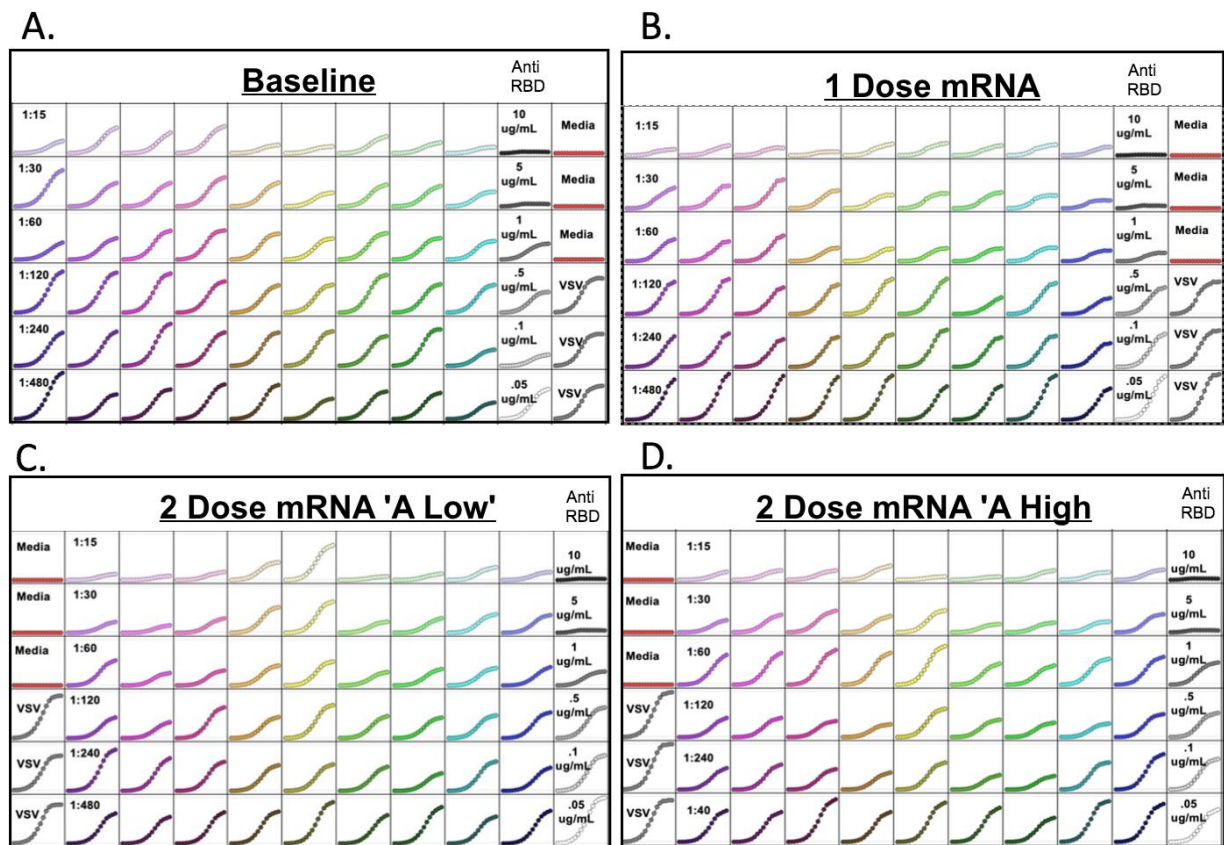 A.
Baseline
Anti
RBD
1:15
10
ug/mL
Media
1:30
5
ug/mL
Media
1:60
1
ug/mL
Media
1:120
.5
ug/mL
VSV
1:240
.1
ug/mL
VSV
1:480
.05
ug/mL
VSV
B.
1 Dose mRNA
Anti
RBD
1:15
10
ug/mL
Media
1:30
5
ug/mL
Media
1:60
1
ug/mL
Media
1:120
.5
ug/mL
VSV
1:240
.1
ug/mL
VSV
1:480
.05
ug/mL
VSV
C.
2 Dose mRNA 'A Low'
Anti
RBD
Media
1:15
10
ug/mL
Media
1:30
5
ug/mL
Media
1:60
1
ug/mL
VSV
1:120
.5
ug/mL
VSV
1:240
.1
ug/mL
VSV
1:480
.05
ug/mL
D.
2 Dose mRNA 'A High
Anti
RBD
Media
1:15
10
ug/mL
Media
1:30
5
ug/mL
Media
1:60
1
ug/mL
VSV
1:120
.5
ug/mL
VSV
1:240
.1
ug/mL
VSV
1:40
.05
ug/mL